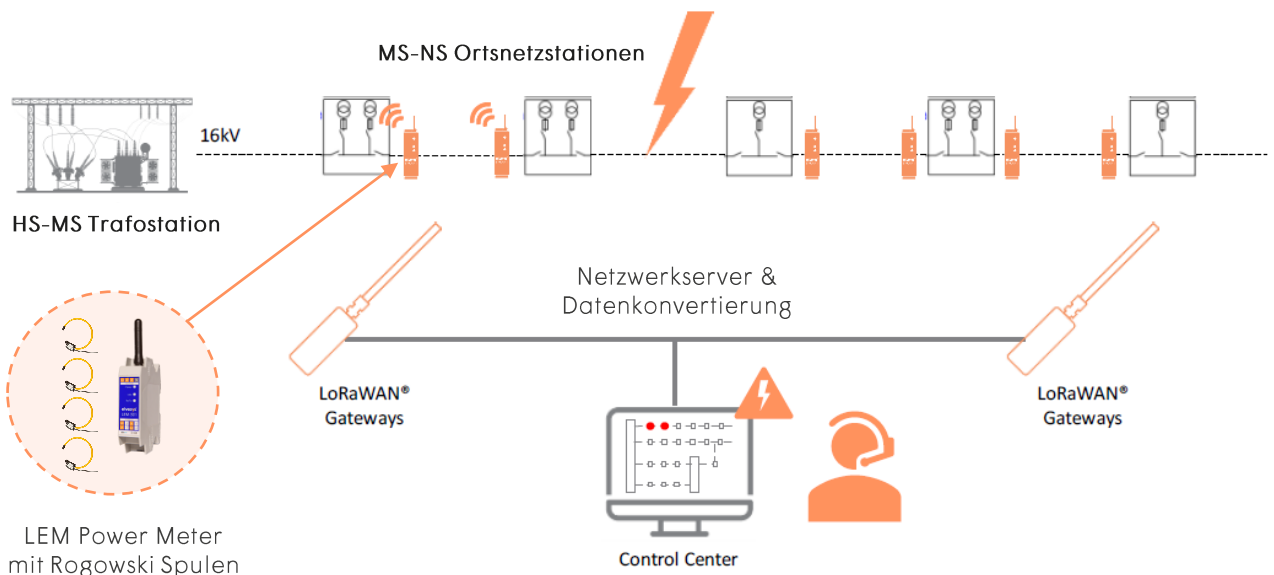 MS-NS Ortsnetzstationen
16kV
HS-MS Trafostation
Netzwerkserver &
Datenkonvertierung
LoRaWAN®
Gateways
LoRaWAN®
Gateways
LEM Power Meter
mit Rogowski Spulen
Control Center